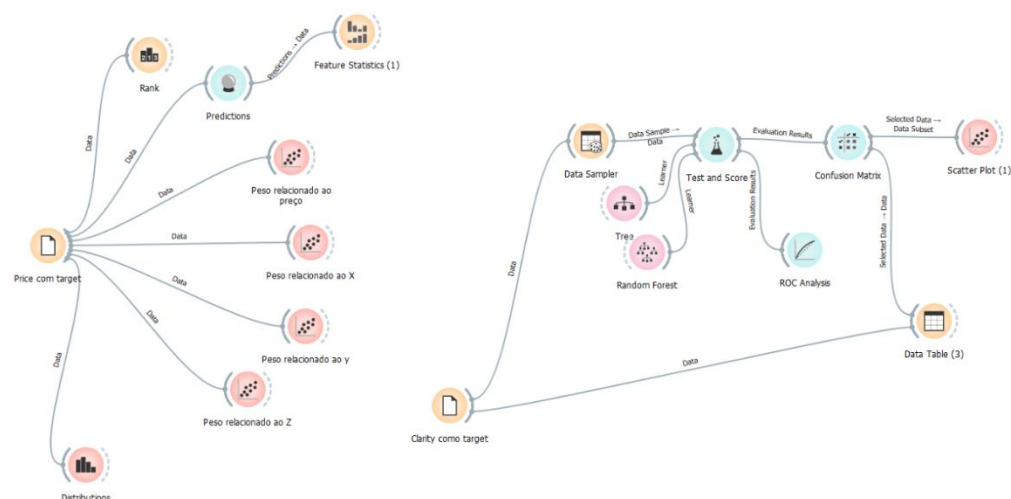 Predictions → Data
Feature Statistics (1)
Rank
Predictions
Data
Data
Data
Peso relacionado ao
preço
Data
Price com target
Peso relacionado ao X
Data
Peso relacionado ao y
Data
Data
Peso relacionado ao Z
Distributions
Data Sample →
Data
Evaluation Results
Selected Data →
Data Subset
Data Sampler
Test and Score
Confusion Matrix
Scatter Plot (1)
Learner
Tree
Learner
Random Forest
Evaluation Results
ROC Analysis
Selected Data → Data
Data
Data Table (3)
Data
Clarity como target